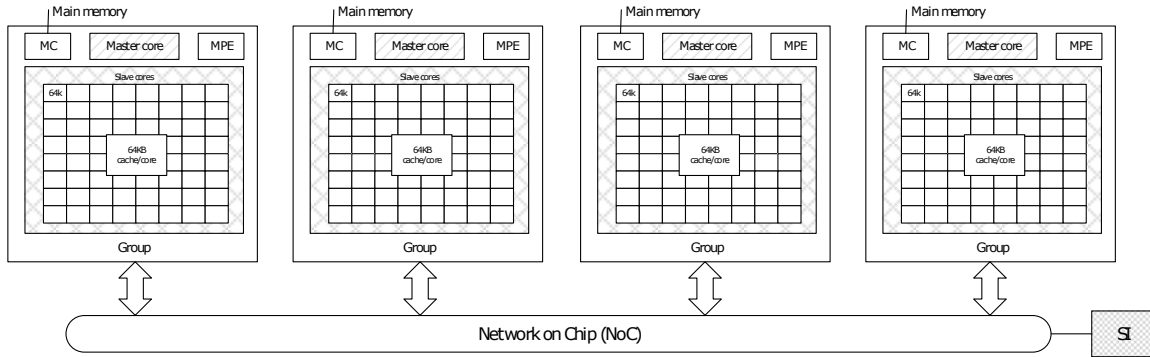 Main memory
Main memory
Main memory
Main memory
MC
Master core
MPE
MC
Master core
MPE
MC
Master core
MPE
MC
Master core
MPE
Slave cores
Slave cores
Slave cores
Slave cores
64k
64k
64k
64k
64KB
cache/core
64KB
cache/core
64KB
cache/core
64KB
cache/core
Group
Group
Group
Group
Network on Chip (NoC)
SI